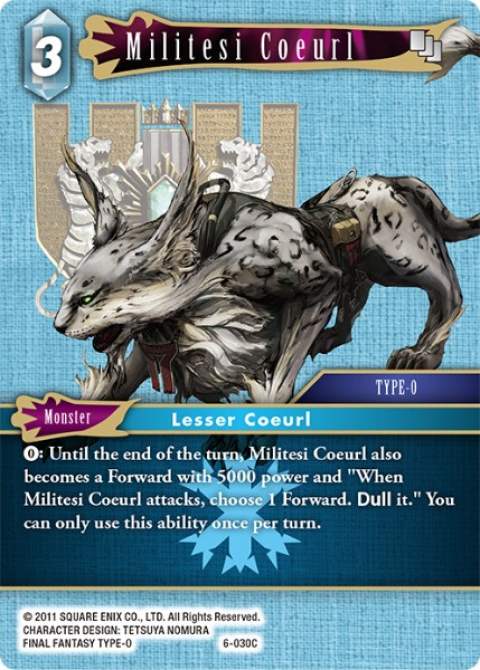 3
Militesi Coeurl
TYPE-0
Monster
Lesser Coeurl
0: Until the end of the turn, Militesi Coeurl also
becomes a Forward with 5000 power and "When
Militesi Coeurl attacks, choose 1 Forward. Dull it." You
can only use this ability once per turn.
© 2011 SQUARE ENIX CO., LTD. All Rights Reserved.
CHARACTER DESIGN: TETSUYA NOMURA
FINAL FANTASY TYPE-0
6-030C